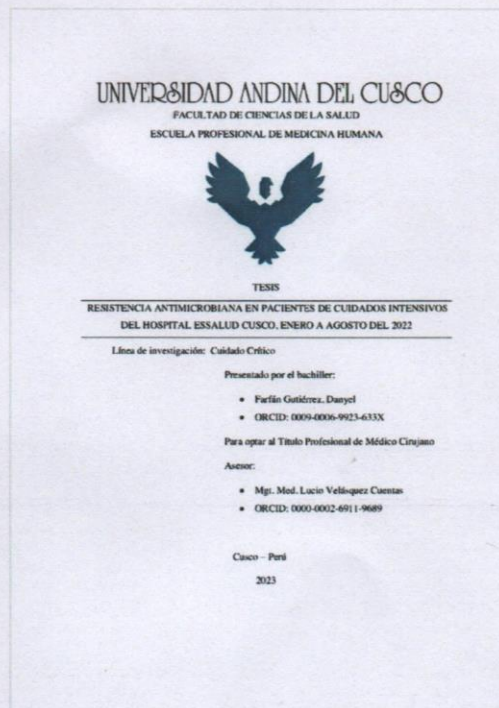 UNIVERSIDAD ANDINA DEL CUSCO
FACULTAD DE CIENCIAS DE LA SALUD
ESCUELA PROFESIONAL DE MEDICINA HUMANA
TESIS
RESISTENCIA ANTIMICROBIANA EN PACIENTES DE CUIDADOS INTENSIVOS
DEL HOSPITAL ESSALUD CUSCO, ENERO A AGOSTO DEL 2022
Línea de investigación: Cuidado Crítico
Presentado por el bachiller:
• Farfán Gutiérrez, Danyel
• ORCID: 0009-0006-9923-633X
Para optar al Título Profesional de Médico Cirujano
Asesor:
• Mgt. Med. Lucio Velásquez Cuentas
• ORCID: 0000-0002-6911-9689
Cusco – Perú
2023